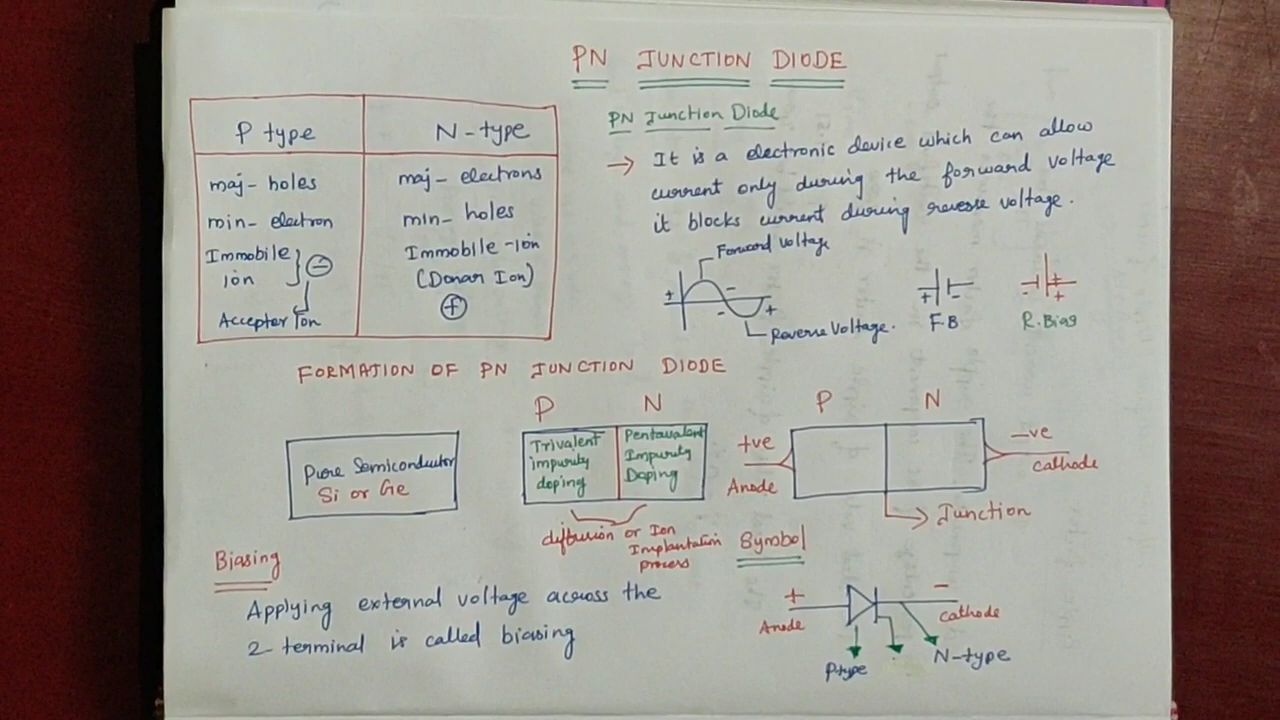 PN JUNCTION DIODE
P type
N-type
maj- holes
maj- electrons
min- electron
min- holes
Immobile
ion
Immobile -ion
(Donar Ion)
Acceptor Ion
PN Junction Diode
→ It is a electronic device which can allow
current only during the forward voltage
it blocks current during reverse voltage.
Forward voltage
+
-
-
+
Reverse Voltage.
+ -
F.B
- +
R.Bias
FORMATION OF PN JUNCTION DIODE
Pure Semiconductor
Si or Ge
P N
Trivalent
impurity
doping
Pentavalent
Impurity
Doping
diffusion or Ion
Implantation
process
P N
+ve
Anode
-ve
cathode
Junction
Biasing
Applying external voltage across the
2 terminal is called biasing
Symbol
+ -
Anode
cathode
Ptype
N-type